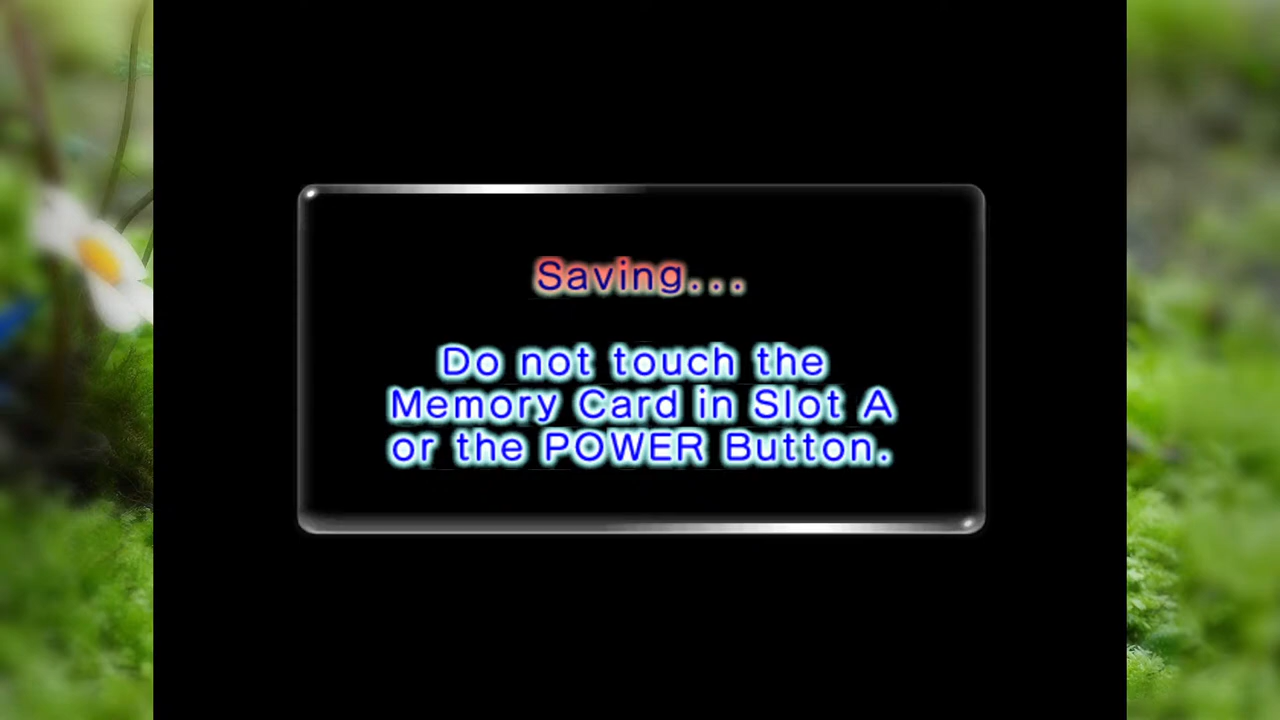 Saving...
Do not touch the
Memory Card in Slot A
or the POWER Button.